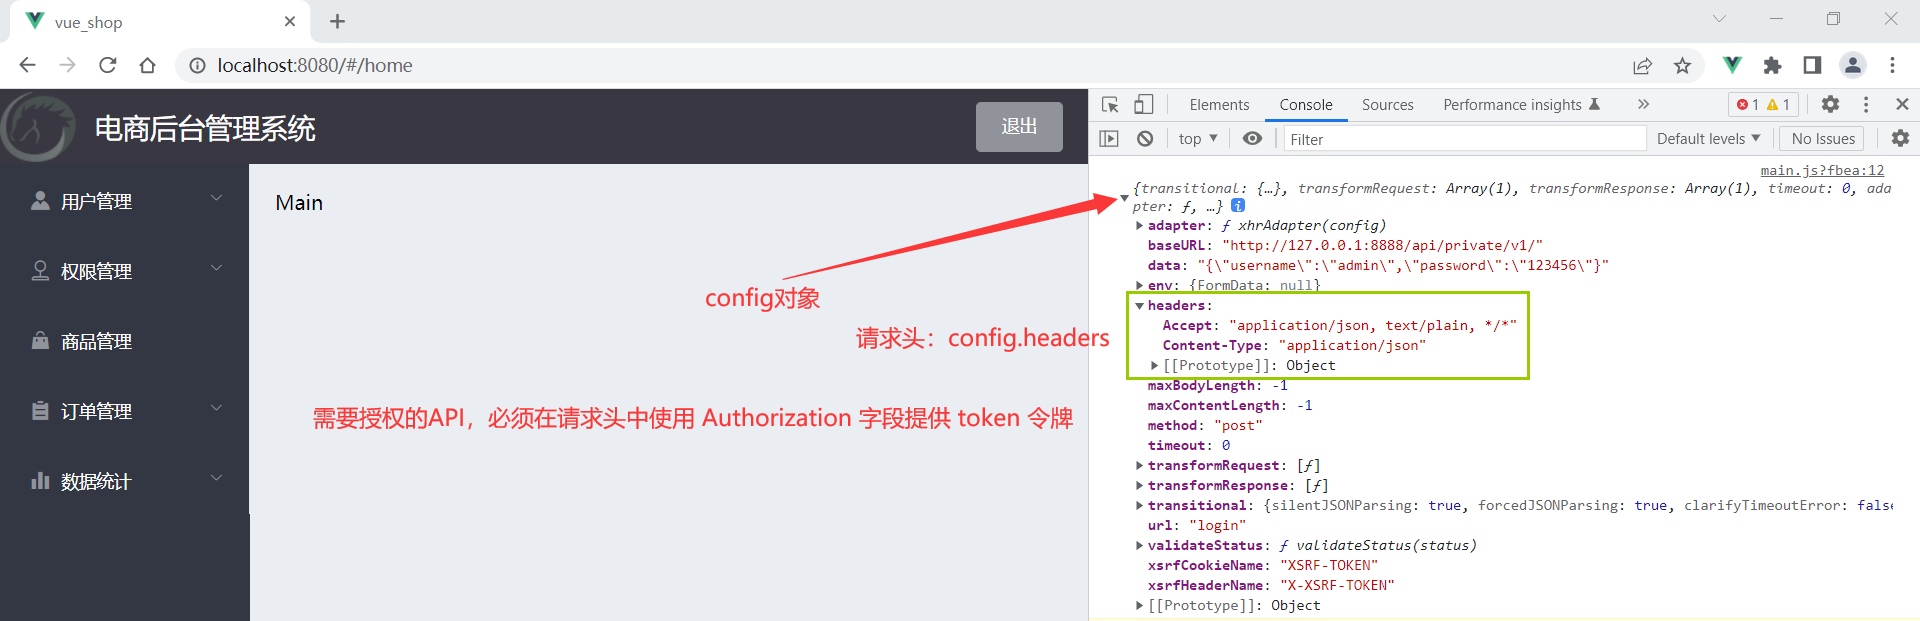 vue_shop
localhost:8080/#/home
电商后台管理系统
退出
用户管理
权限管理
商品管理
订单管理
数据统计
Main
config对象
请求头：config.headers
需要授权的API，必须在请求头中使用 Authorization 字段提供 token 令牌
Elements Console Sources Performance insights » 1 1
top Filter Default levels No Issues
main.js?fbea:12
{transitional: {…}, transformRequest: Array(1), transformResponse: Array(1), timeout: 0, ada
pter: ƒ, …} i
adapter: ƒ xhrAdapter(config)
baseURL: "http://127.0.0.1:8888/api/private/v1/"
data: "{\"username\":\"admin\",\"password\":\"123456\"}"
env: {FormData: null}
headers:
Accept: "application/json, text/plain, */*"
Content-Type: "application/json"
[[Prototype]]: Object
maxBodyLength: -1
maxContentLength: -1
method: "post"
timeout: 0
transformRequest: [ƒ]
transformResponse: [ƒ]
transitional: {silentJSONParsing: true, forcedJSONParsing: true, clarifyTimeoutError: false
url: "login"
validateStatus: ƒ validateStatus(status)
xsrfCookieName: "XSRF-TOKEN"
xsrfHeaderName: "X-XSRF-TOKEN"
[[Prototype]]: Object